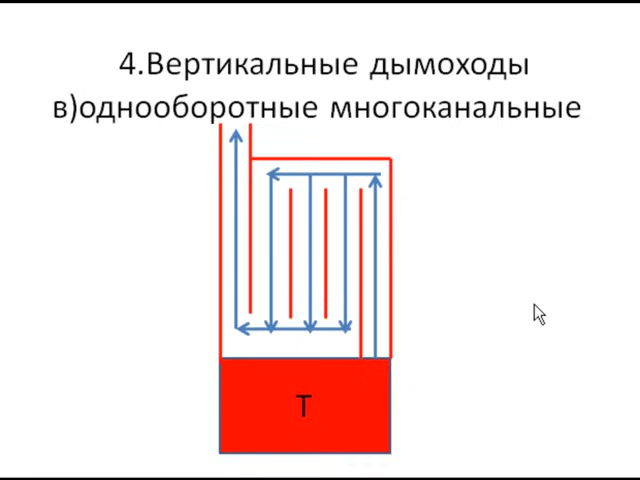 4.Вертикальные дымоходы
в)однооборотные многоканальные
Т